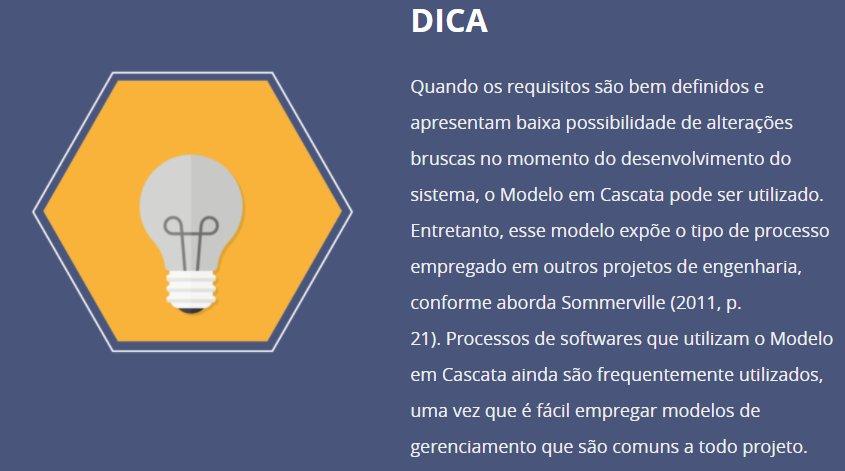 DICA
Quando os requisitos são bem definidos e
apresentam baixa possibilidade de alterações
bruscas no momento do desenvolvimento do
sistema, o Modelo em Cascata pode ser utilizado.
Entretanto, esse modelo expõe o tipo de processo
empregado em outros projetos de engenharia,
conforme aborda Sommerville (2011, p.
21). Processos de softwares que utilizam o Modelo
em Cascata ainda são frequentemente utilizados,
uma vez que é fácil empregar modelos de
gerenciamento que são comuns a todo projeto.